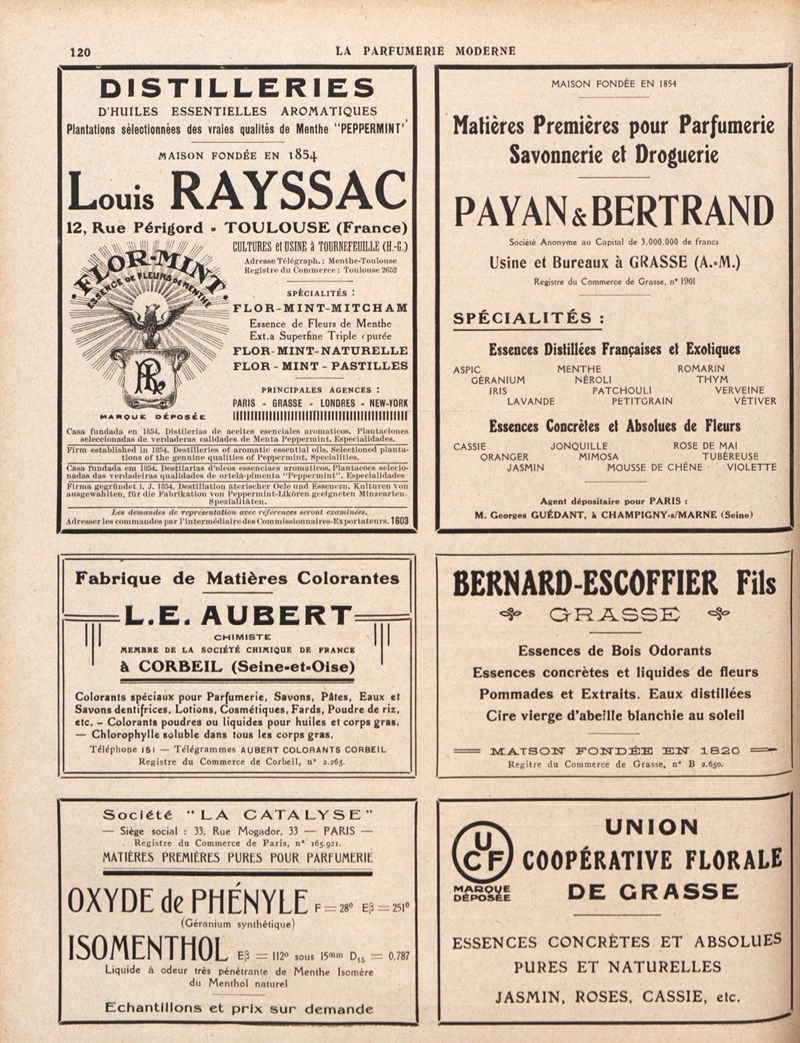 120
LA PARFUMERIE MODERNE
DISTILLERIES
D'HUILES ESSENTIELLES AROMATIQUES
Plantations sélectionnées des vraies qualités de Menthe "PEPPERMINT"
MAISON FONDÉE EN 1854
Louis RAYSSAC
12, Rue Périgord - TOULOUSE (France)
FLOR-MINT
ESSENCE DE FLEURS DE MENTHE
MARQUE DÉPOSÉE
CULTURES et USINE à TOURNEFEUILLE (H.-G.)
Adresse Télégraph.: Menthe-Toulouse
Registre du Commerce : Toulouse 2652
SPÉCIALITÉS :
FLOR-MINT-MITCHAM
Essence de Fleurs de Menthe
Ext.a Superfine Triple épurée
FLOR-MINT-NATURELLE
FLOR-MINT-PASTILLES
PRINCIPALES AGENCES :
PARIS - GRASSE - LONDRES - NEW-YORK
Casa fundada en 1854. Distilerias de aceites esenciales aromaticos. Plantaciones
seleccionadas de verdaderas calidades de Menta Peppermint. Especialidades.
Firm established in 1854. Destilleries of aromatic essential oils. Selected planta-
tions of the genuine qualities of Peppermint. Specialities.
Casa fundada em 1854. Destilarias d'oleos essenciaes aromaticos. Plantacões selecio-
nadas das verdadeiras qualidades de ortelã-pimenta "Peppermint". Especialidades
Firma gegründet i. J. 1854. Destillation äterischer Oele und Essenzen. Kulturen von
ausgewahlten, für die Fabrikation von Peppermint-Likören geeigneten Minzearten
Spezialitäten.
Les demandes de représentation avec références seront examinées.
Adresser les commandes par l'intermédiaire des Commissionnaires-Exportateurs. 1603
MAISON FONDÉE EN 1854
Matières Premières pour Parfumerie
Savonnerie et Droguerie
PAYAN & BERTRAND
Société Anonyme au Capital de 3.000.000 de francs
Usine et Bureaux à GRASSE (A.-M.)
Registre du Commerce de Grasse, n° 1901
SPÉCIALITÉS :
Essences Distillées Françaises et Exotiques
ASPIC MENTHE ROMARIN
GÉRANIUM NÉROLI THYM
IRIS PATCHOULI VERVEINE
LAVANDE PETITGRAIN VÉTIVER
Essences Concrètes et Absolues de Fleurs
CASSIE JONQUILLE ROSE DE MAI
ORANGER MIMOSA TUBÉREUSE
JASMIN MOUSSE DE CHÊNE VIOLETTE
Agent dépositaire pour PARIS :
M. Georges GUÉDANT, à CHAMPIGNY-s/MARNE (Seine)
Fabrique de Matières Colorantes
L.E. AUBERT
CHIMISTE
MEMBRE DE LA SOCIÉTÉ CHIMIQUE DE FRANCE
à CORBEIL (Seine-et-Oise)
Colorants spéciaux pour Parfumerie, Savons, Pâtes, Eaux et
Savons dentifrices, Lotions, Cosmétiques, Fards, Poudre de riz,
etc. - Colorants poudres ou liquides pour huiles et corps gras.
— Chlorophylle soluble dans tous les corps gras.
Téléphone 151 — Télégrammes AUBERT COLORANTS CORBEIL
Registre du Commerce de Corbeil, n° 2.265.
BERNARD-ESCOFFIER Fils
GRASSE
Essences de Bois Odorants
Essences concrètes et liquides de fleurs
Pommades et Extraits. Eaux distillées
Cire vierge d'abeille blanchie au soleil
MAISON FONDÉE EN 1820
Regitre du Commerce de Grasse, n° B 2.650.
Société "LA CATALYSE"
— Siège social : 33, Rue Mogador, 33 — PARIS —
Registre du Commerce de Paris, n° 165.921.
MATIÈRES PREMIÈRES PURES POUR PARFUMERIE
OXYDE de PHÉNYLE F = 28° Eβ = 251°
(Géranium synthétique)
ISOMENTHOL Eβ = 112° sous 15mm D15 = 0,787
Liquide à odeur très pénétrante de Menthe Isomère
du Menthol naturel
Echantillons et prix sur demande
UCF
MARQUE
DÉPOSÉE
UNION
COOPÉRATIVE FLORALE
DE GRASSE
ESSENCES CONCRÈTES ET ABSOLUES
PURES ET NATURELLES
JASMIN, ROSES, CASSIE, etc.